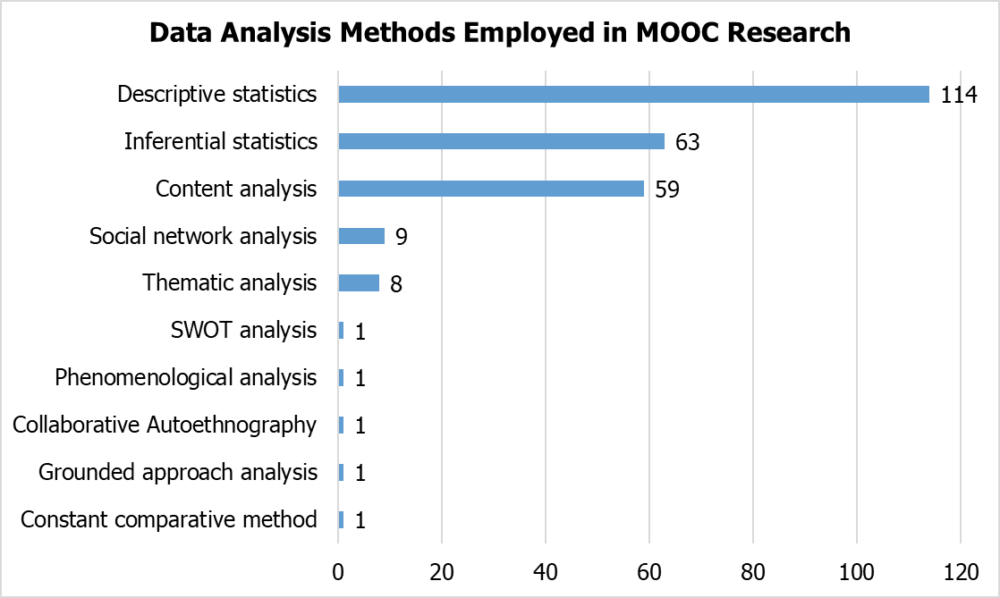 Data Analysis Methods Employed in MOOC Research
Descriptive statistics 114
Inferential statistics 63
Content analysis 59
Social network analysis 9
Thematic analysis 8
SWOT analysis 1
Phenomenological analysis 1
Collaborative Autoethnography 1
Grounded approach analysis 1
Constant comparative method 1
0 20 40 60 80 100 120